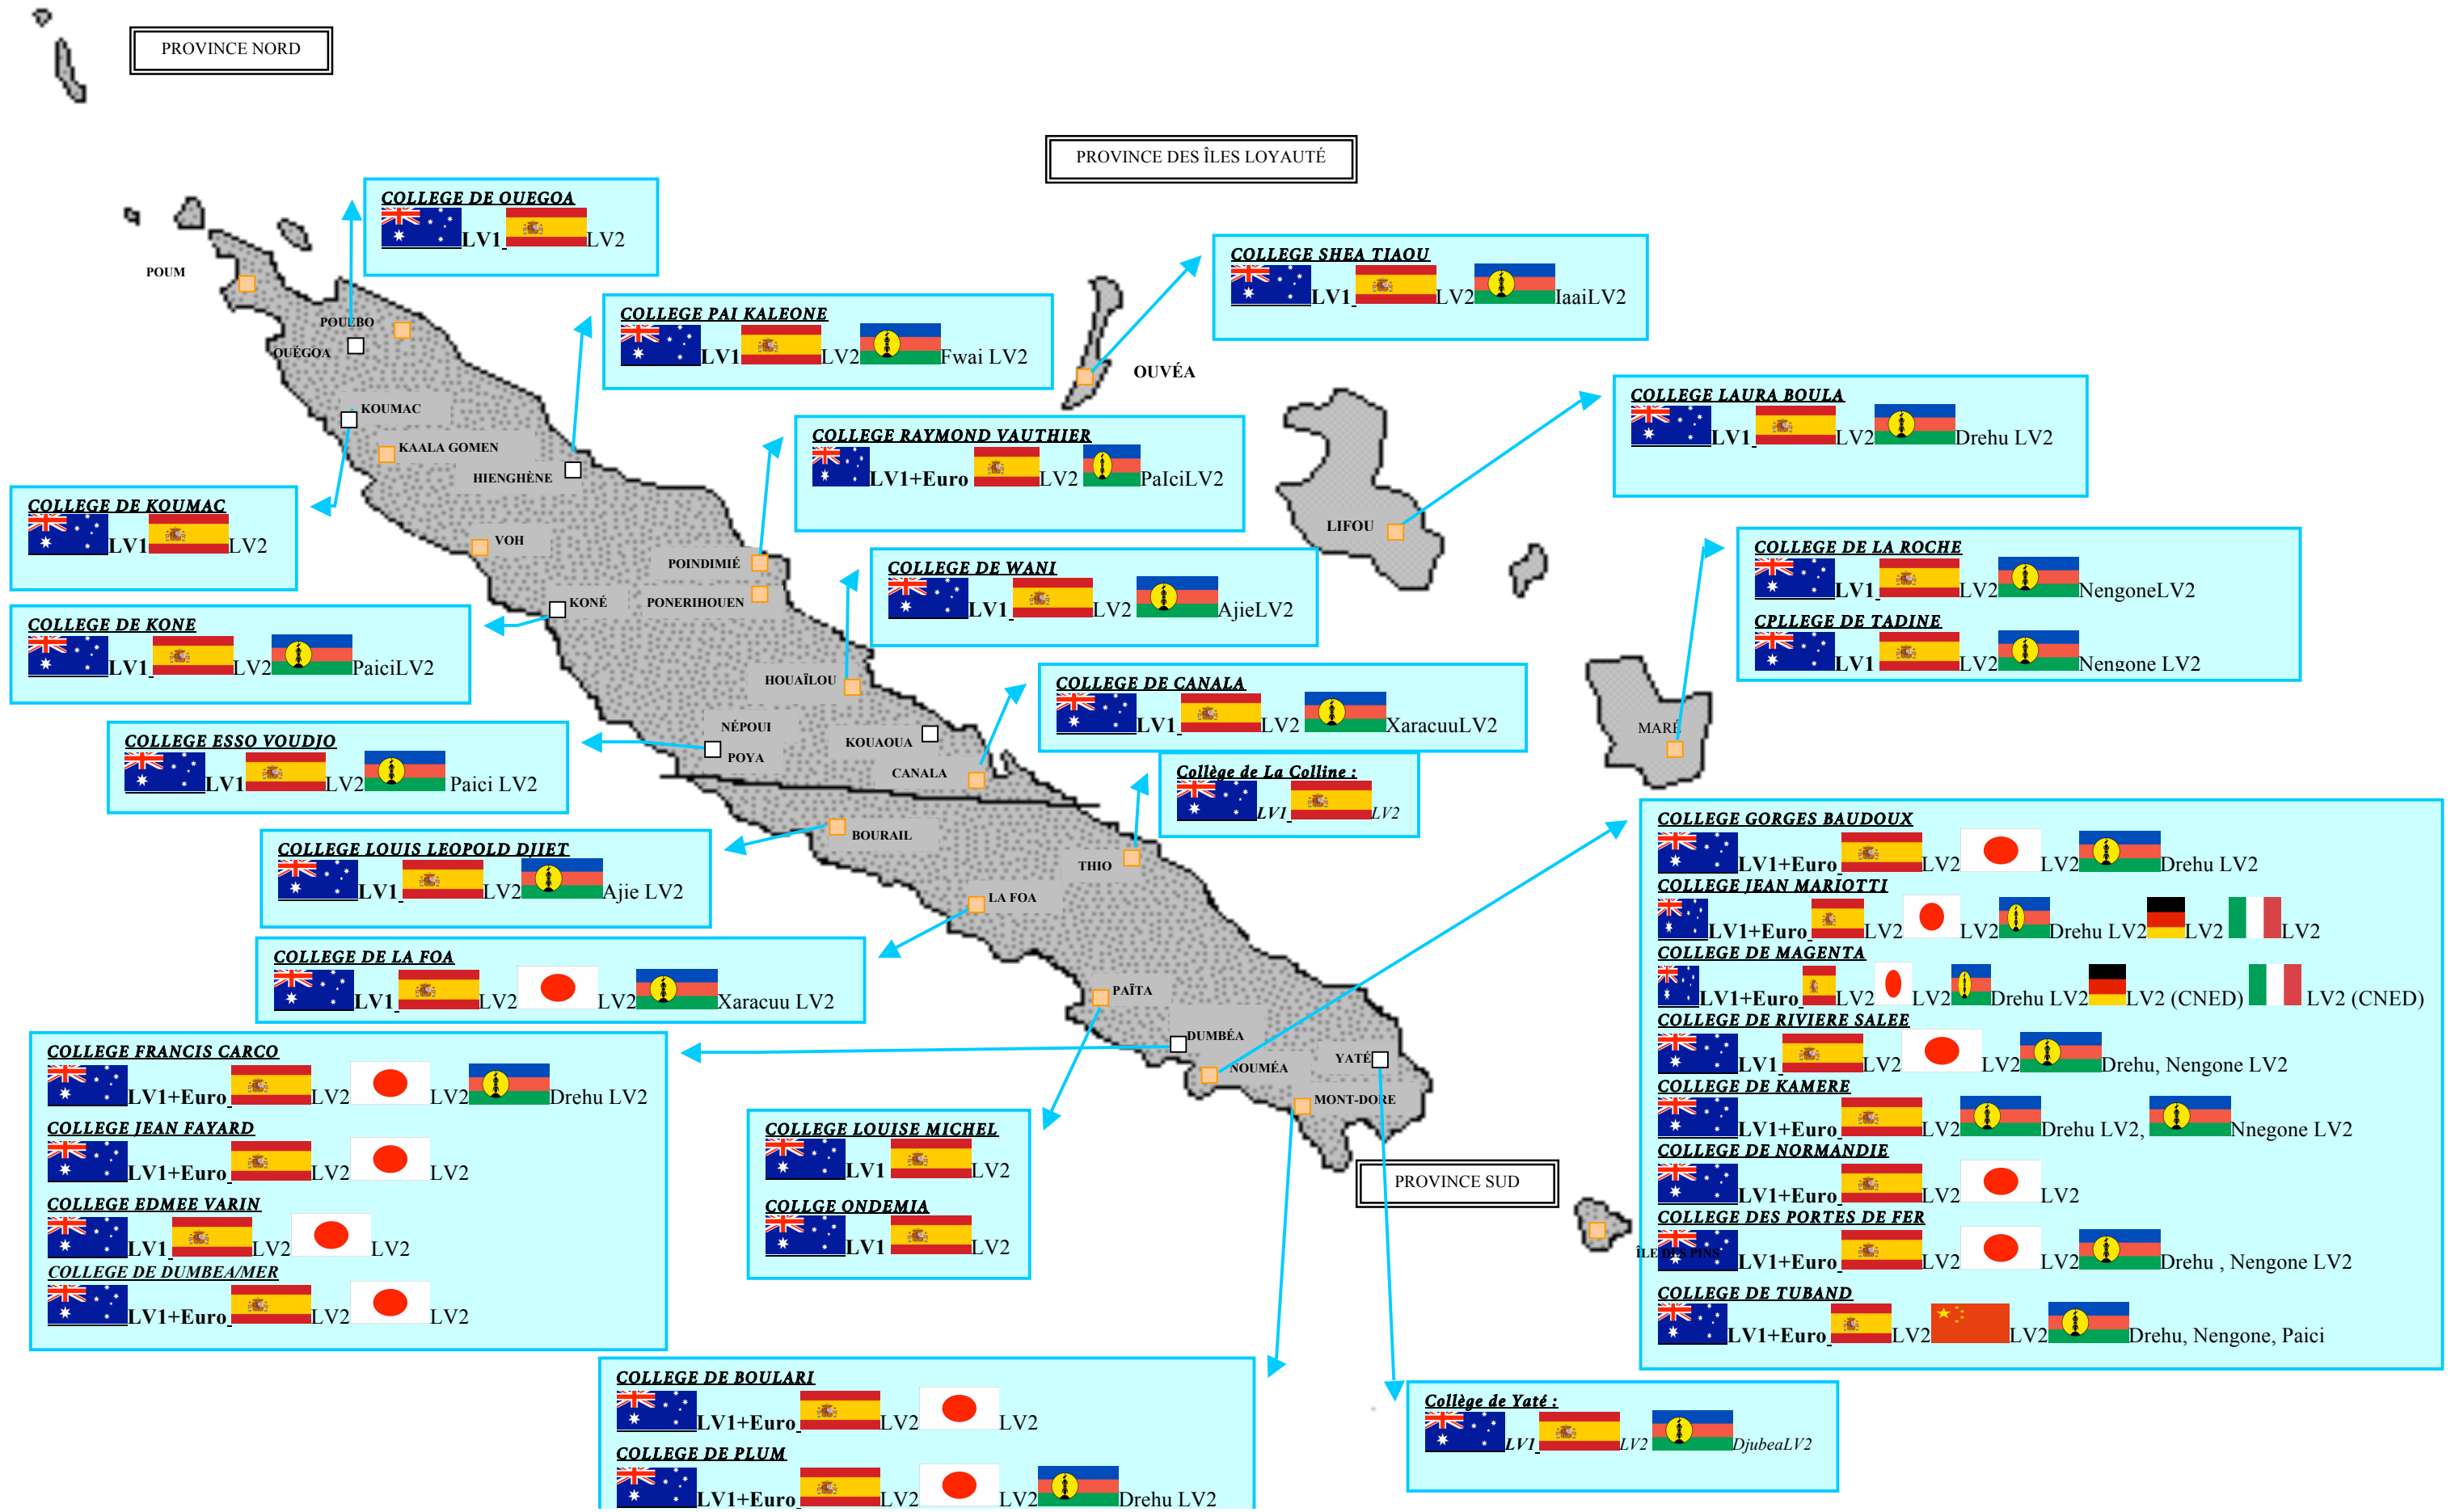 PROVINCE NORD
PROVINCE DES ÎLES LOYAUTÉ
COLLEGE DE OUEGOA
LV1 LV2
COLLEGE SHEA TIAOU
LV1 LV2 IaaiLV2
POUM
COLLEGE PAI KALEONE
LV1 LV2 Fwai LV2
POUEBO
OUÉGOA
OUVÉA
COLLEGE LAURA BOULA
LV1 LV2 Drehu LV2
KOUMAC
KAALA GOMEN
HIENGHÈNE
COLLEGE RAYMOND VAUTHIER
LV1+Euro LV2 PaIciLV2
COLLEGE DE KOUMAC
LV1 LV2
LIFOU
VOH
POINDIMIÉ
COLLEGE DE WANI
LV1 LV2 AjieLV2
COLLEGE DE LA ROCHE
LV1 LV2 NengoneLV2
CPLLEGE DE TADINE
LV1 LV2 Nengone LV2
KONÉ
PONERIHOUEN
COLLEGE DE KONE
LV1 LV2 PaiciLV2
HOUAÏLOU
COLLEGE DE CANALA
LV1 LV2 XaracuuLV2
NÉPOUI
POYA
KOUAOUA
CANALA
MARÉ
COLLEGE ESSO VOUDJO
LV1 LV2 Paici LV2
Collège de La Colline :
LV1 LV2
BOURAIL
THIO
LA FOA
COLLEGE LOUIS LEOPOLD DJIET
LV1 LV2 Ajie LV2
COLLEGE DE LA FOA
LV1 LV2 LV2 Xaracuu LV2
COLLEGE GORGES BAUDOUX
LV1+Euro LV2 LV2 Drehu LV2
COLLEGE JEAN MARIOTTI
LV1+Euro LV2 LV2 Drehu LV2 LV2 LV2
COLLEGE DE MAGENTA
LV1+Euro LV2 LV2 Drehu LV2 LV2 (CNED) LV2 (CNED)
COLLEGE DE RIVIERE SALEE
LV1 LV2 LV2 Drehu, Nengone LV2
COLLEGE DE KAMERE
LV1+Euro LV2 Drehu LV2, Nnegone LV2
COLLEGE DE NORMANDIE
LV1+Euro LV2 LV2
COLLEGE DES PORTES DE FER
LV1+Euro LV2 LV2 Drehu , Nengone LV2
COLLEGE DE TUBAND
LV1+Euro LV2 LV2 Drehu, Nengone, Paici
PAÏTA
DUMBÉA
YATÉ
NOUMÉA
MONT-DORE
COLLEGE FRANCIS CARCO
LV1+Euro LV2 LV2 Drehu LV2
COLLEGE JEAN FAYARD
LV1+Euro LV2 LV2
COLLEGE EDMEE VARIN
LV1 LV2 LV2
COLLEGE DE DUMBEA/MER
LV1+Euro LV2 LV2
COLLEGE LOUISE MICHEL
LV1 LV2
COLLGE ONDEMIA
LV1 LV2
PROVINCE SUD
ÎLE DES PINS
COLLEGE DE BOULARI
LV1+Euro LV2 LV2
COLLEGE DE PLUM
LV1+Euro LV2 LV2 Drehu LV2
Collège de Yaté :
LV1 LV2 DjubeaLV2